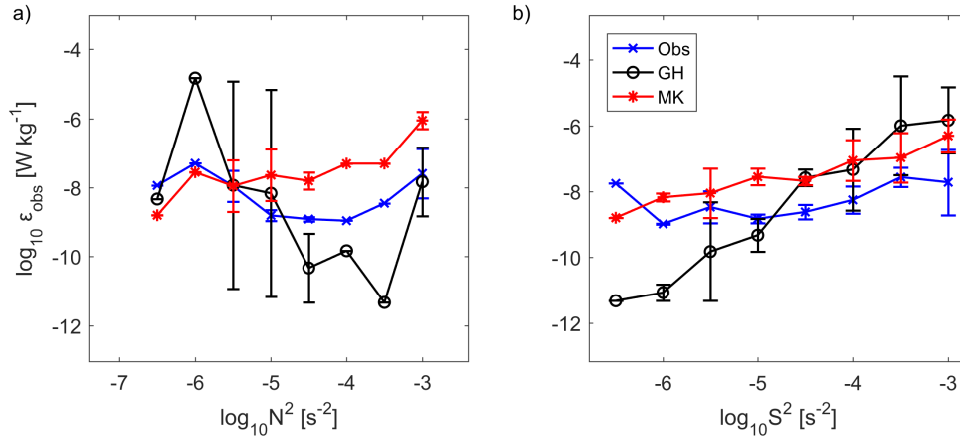 a)
b)
-4
-6
-8
-10
-12
log10 εobs [W kg-1]
-7 -6 -5 -4 -3
log10N2 [s-2]
Obs
GH
MK
-4
-6
-8
-10
-12
-6 -5 -4 -3
log10S2 [s-2]